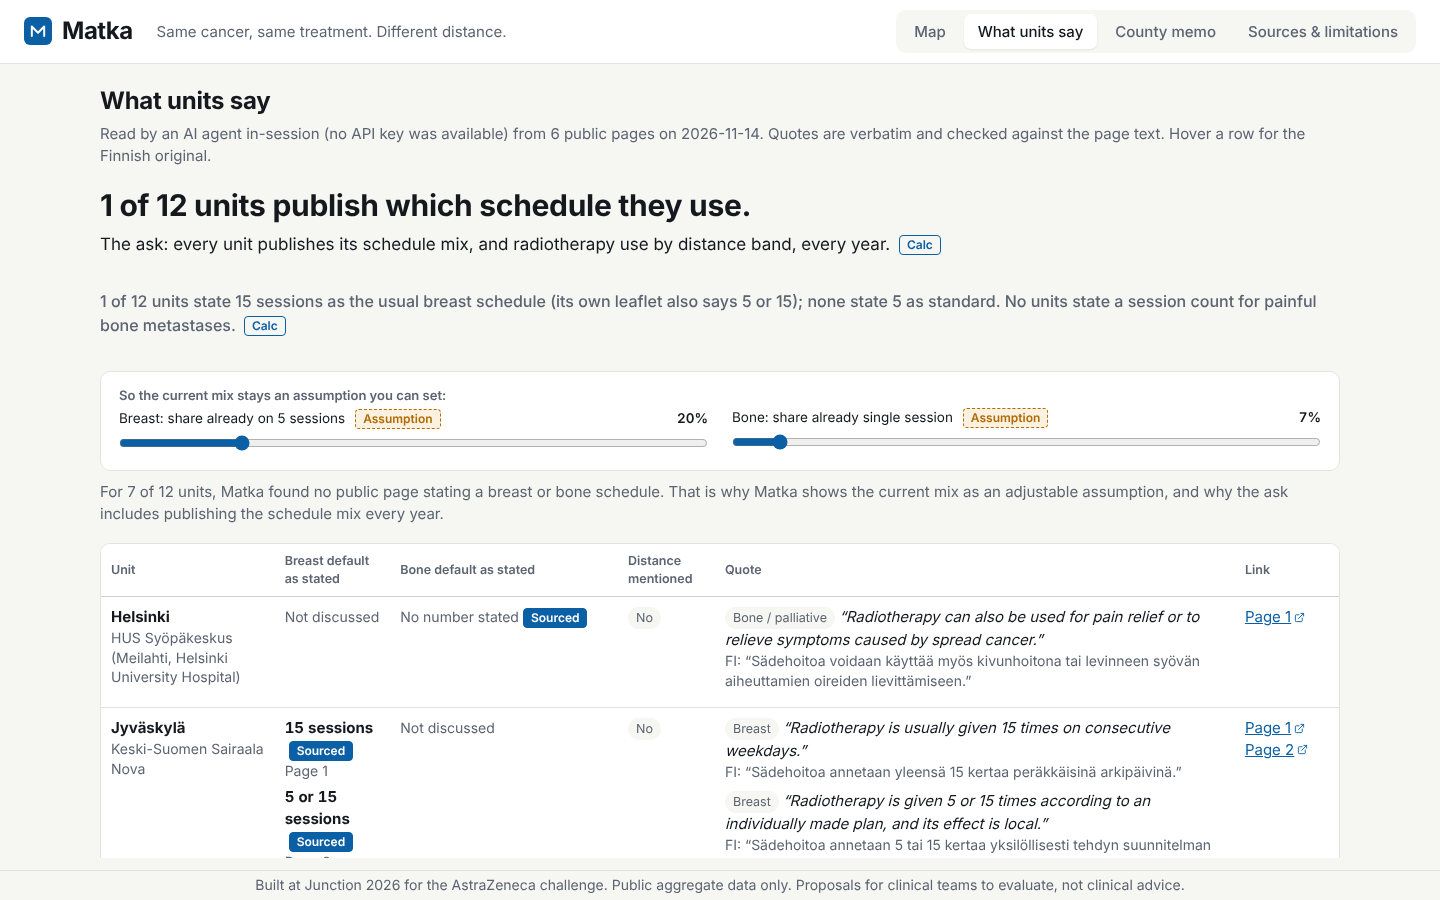 Matka
Same cancer, same treatment. Different distance.
Map
What units say
County memo
Sources & limitations
What units say
Read by an AI agent in-session (no API key was available) from 6 public pages on 2026-11-14. Quotes are verbatim and checked against the page text. Hover a row for the
Finnish original.
1 of 12 units publish which schedule they use.
The ask: every unit publishes its schedule mix, and radiotherapy use by distance band, every year. Calc
1 of 12 units state 15 sessions as the usual breast schedule (its own leaflet also says 5 or 15); none state 5 as standard. No units state a session count for painful
bone metastases. Calc
So the current mix stays an assumption you can set:
Breast: share already on 5 sessions Assumption 20%
Bone: share already single session Assumption 7%
For 7 of 12 units, Matka found no public page stating a breast or bone schedule. That is why Matka shows the current mix as an adjustable assumption, and why the ask
includes publishing the schedule mix every year.
Unit
Breast default
as stated
Bone default as stated
Distance
mentioned
Quote
Link
Helsinki
HUS Syöpäkeskus
(Meilahti, Helsinki
University Hospital)
Not discussed
No number stated Sourced
No
Bone / palliative “Radiotherapy can also be used for pain relief or to
relieve symptoms caused by spread cancer.”
FI: “Sädehoitoa voidaan käyttää myös kivunhoitona tai levinneen syövän
aiheuttamien oireiden lievittämiseen.”
Page 1
Jyväskylä
Keski-Suomen Sairaala
Nova
15 sessions
Sourced
Page 1
5 or 15
sessions
Sourced
Not discussed
No
Breast “Radiotherapy is usually given 15 times on consecutive
weekdays.”
FI: “Sädehoitoa annetaan yleensä 15 kertaa peräkkäisinä arkipäivinä.”
Breast “Radiotherapy is given 5 or 15 times according to an
individually made plan, and its effect is local.”
FI: “Sädehoitoa annetaan 5 tai 15 kertaa yksilöllisesti tehdyn suunnitelman
Page 1
Page 2
Built at Junction 2026 for the AstraZeneca challenge. Public aggregate data only. Proposals for clinical teams to evaluate, not clinical advice.